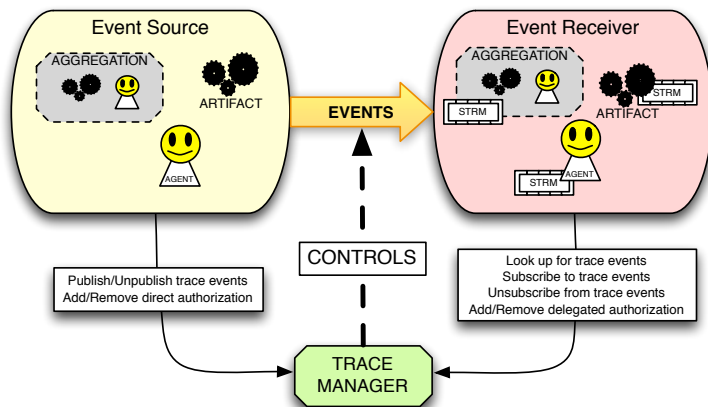 Event Source
AGGREGATION
ARTIFACT
AGENT
EVENTS
Event Receiver
AGGREGATION
STRM
STRM
ARTIFACT
STRM
AGENT
CONTROLS
Publish/Unpublish trace events
Add/Remove direct authorization
Look up for trace events
Subscribe to trace events
Unsubscribe from trace events
Add/Remove delegated authorization
TRACE
MANAGER